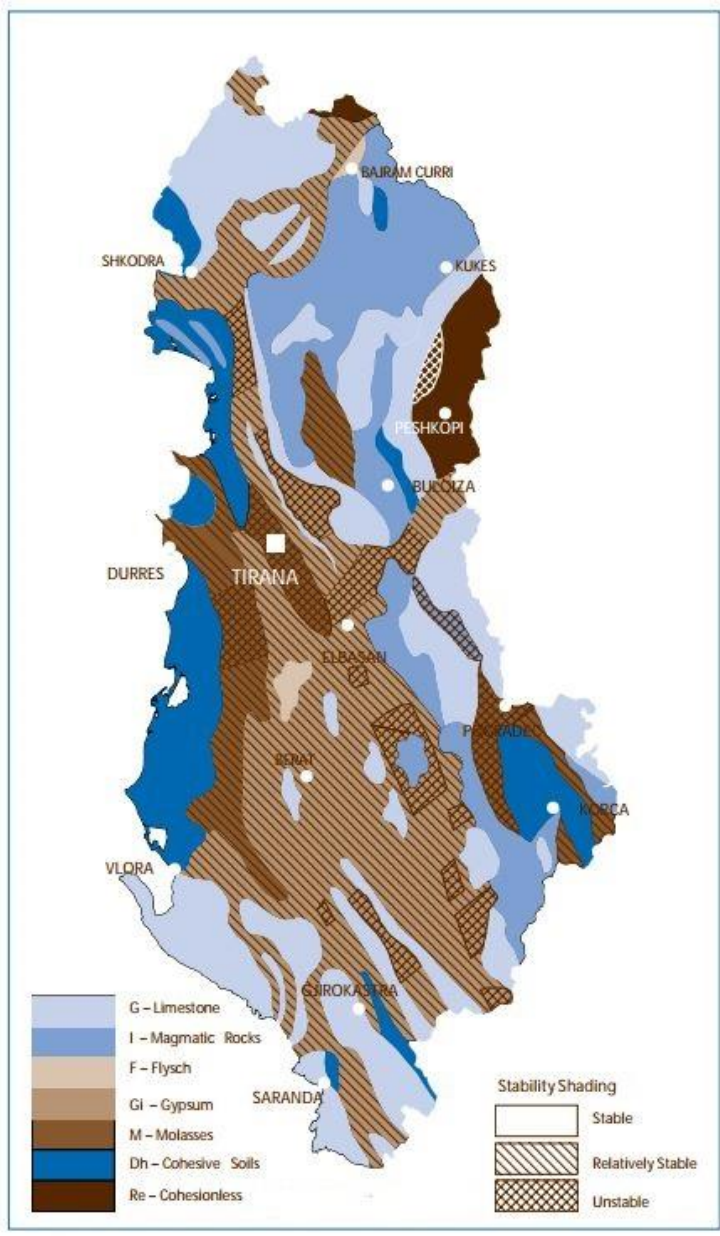 BAJRAM CURRI
SHKODRA
KUKES
PESHKOPI
BULQIZA
DURRES
TIRANA
ELBASAN
POGRADEC
BERAT
KORCA
VLORA
GJIROKASTRA
SARANDA
G – Limestone
I – Magmatic Rocks
F – Flysch
Gi – Gypsum
M – Molasses
Dh – Cohesive Soils
Re – Cohesionless
Stability Shading
Stable
Relatively Stable
Unstable